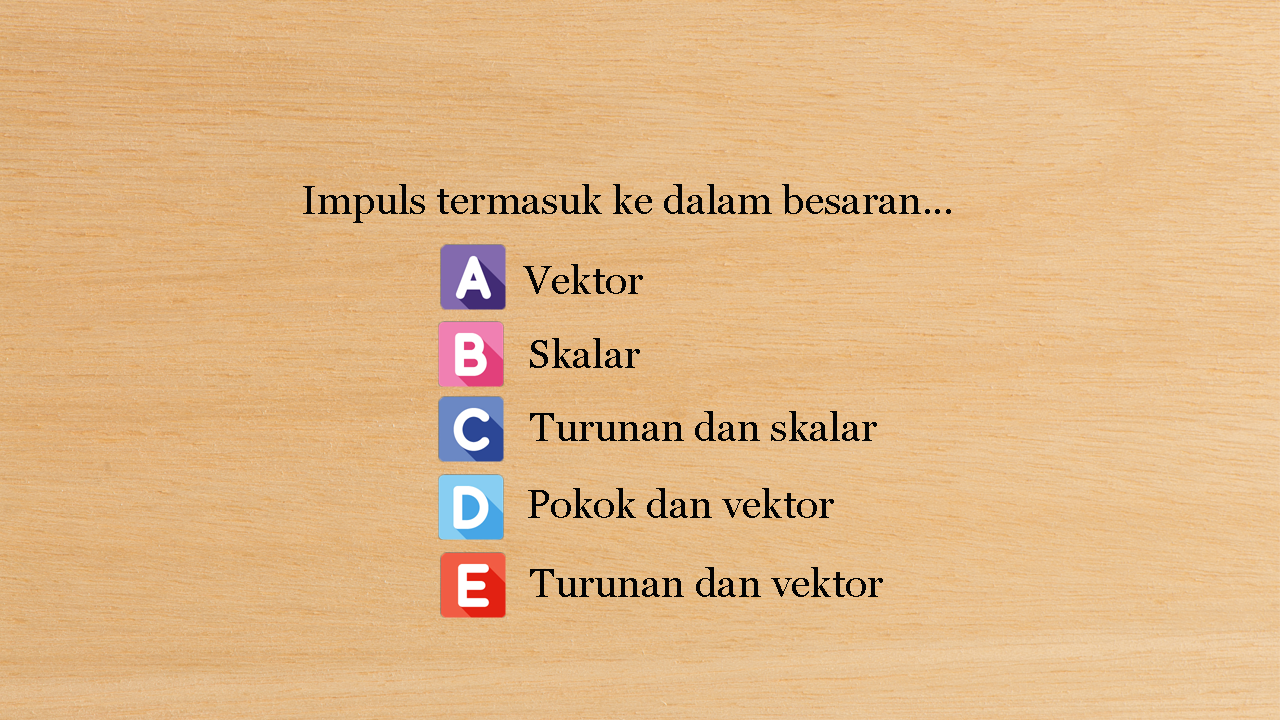 Impuls termasuk ke dalam besaran...
A Vektor
B Skalar
C Turunan dan skalar
D Pokok dan vektor
E Turunan dan vektor